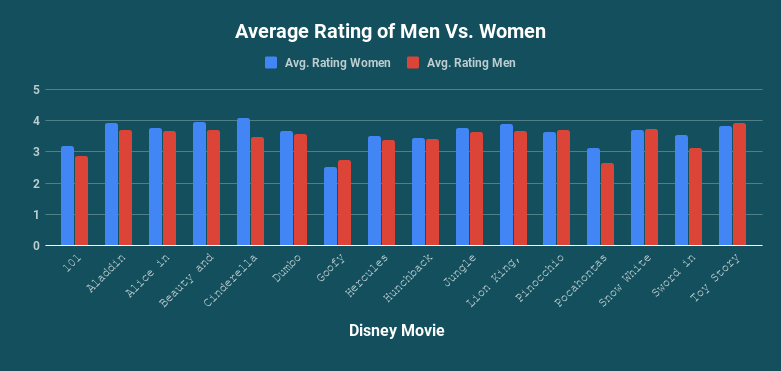 Average Rating of Men Vs. Women
Avg. Rating Women
Avg. Rating Men
5
4
3
2
1
0
101
Aladdin
Alice in
Beauty and
Cinderella
Dumbo
Goofy
Hercules
Hunchback
Jungle
Lion King,
Pinocchio
Pocahontas
Snow White
Sword in
Toy Story
Disney Movie